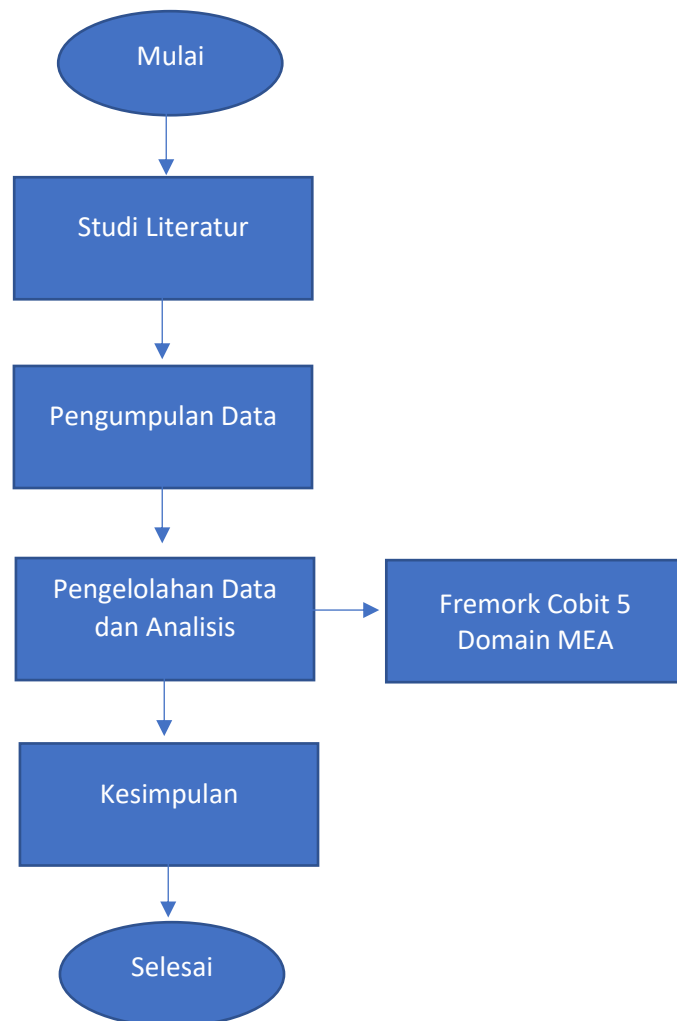 Mulai
Studi Literatur
Pengumpulan Data
Pengelolahan Data
dan Analisis
Fremork Cobit 5
Domain MEA
Kesimpulan
Selesai